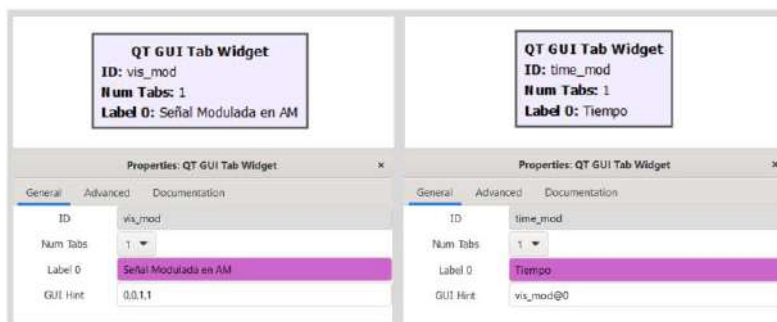 QT GUI Tab Widget
ID: vis_mod
Num Tabs: 1
Label 0: Señal Modulada en AM
Properties: QT GUI Tab Widget ×
General Advanced Documentation
ID vis_mod
Num Tabs 1
Label 0 Señal Modulada en AM
GUI Hint 0,0,1,1
QT GUI Tab Widget
ID: time_mod
Num Tabs: 1
Label 0: Tiempo
Properties: QT GUI Tab Widget ×
General Advanced Documentation
ID time_mod
Num Tabs 1
Label 0 Tiempo
GUI Hint vis_mod@0